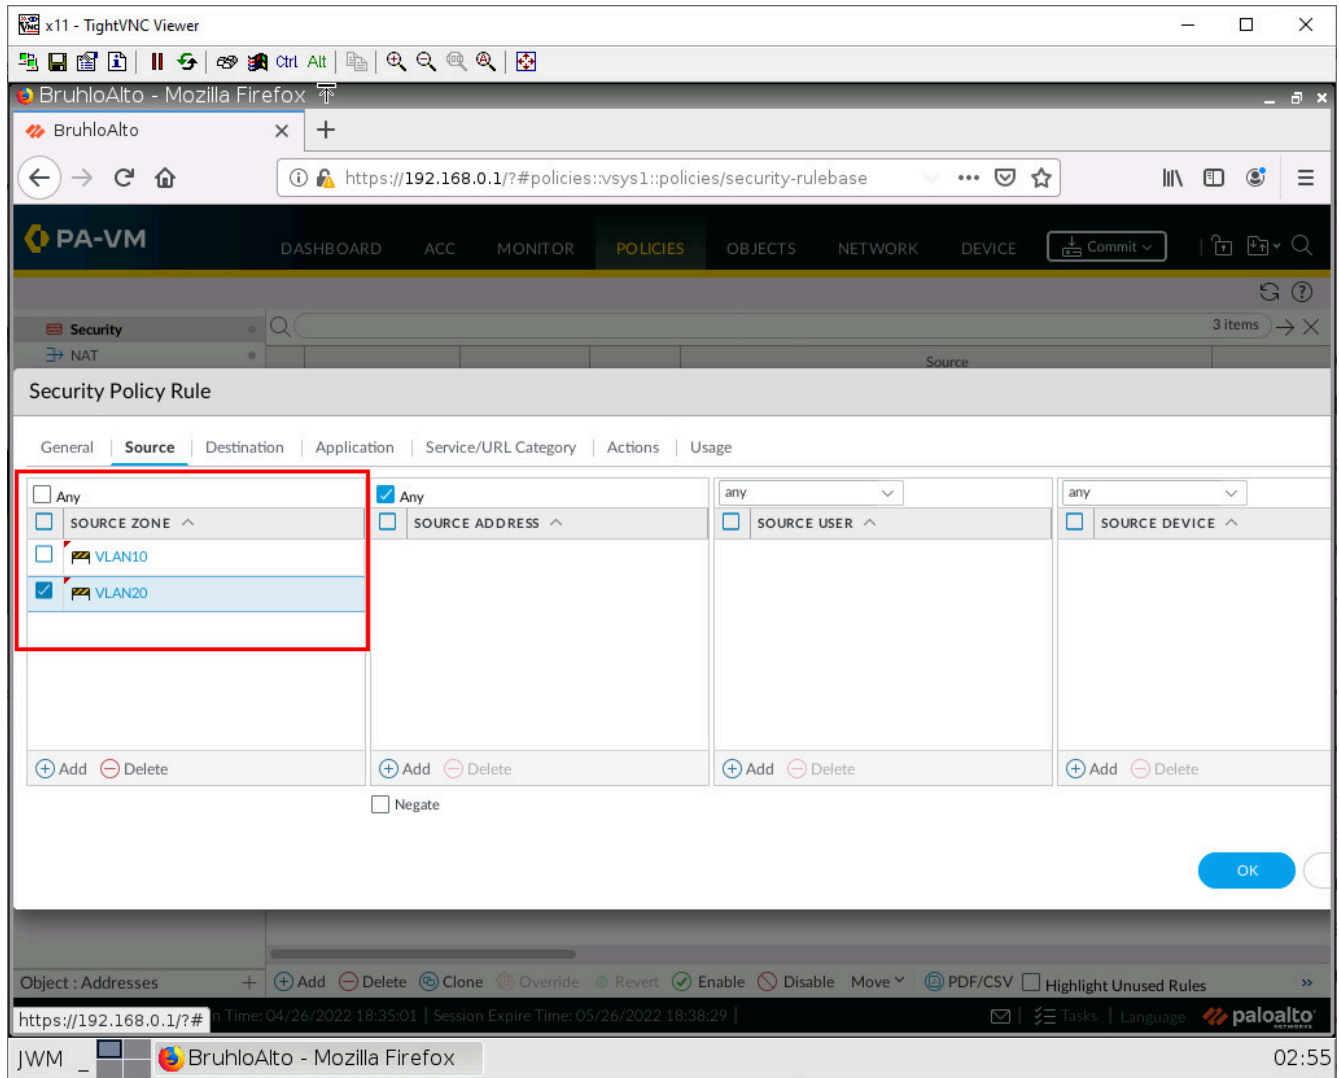 x11 - TightVNC Viewer
Ctrl Alt
BruhloAlto - Mozilla Firefox
BruhloAlto
https://192.168.0.1/?#policies::vsys1::policies/security-rulebase
PA-VM
DASHBOARD ACC MONITOR POLICIES OBJECTS NETWORK DEVICE Commit
Security
3 items
NAT
Source
Security Policy Rule
General Source Destination Application Service/URL Category Actions Usage
Any Any any any
SOURCE ZONE SOURCE ADDRESS SOURCE USER SOURCE DEVICE
VLAN10
VLAN20
Add Delete Add Delete Add Delete Add Delete
Negate
OK
Object : Addresses Add Delete Clone Override Revert Enable Disable Move PDF/CSV Highlight Unused Rules
https://192.168.0.1/?# n Time: 04/26/2022 18:35:01 | Session Expire Time: 05/26/2022 18:38:29 | Tasks | Language paloalto
NETWORKS
JWM BruhloAlto - Mozilla Firefox 02:55